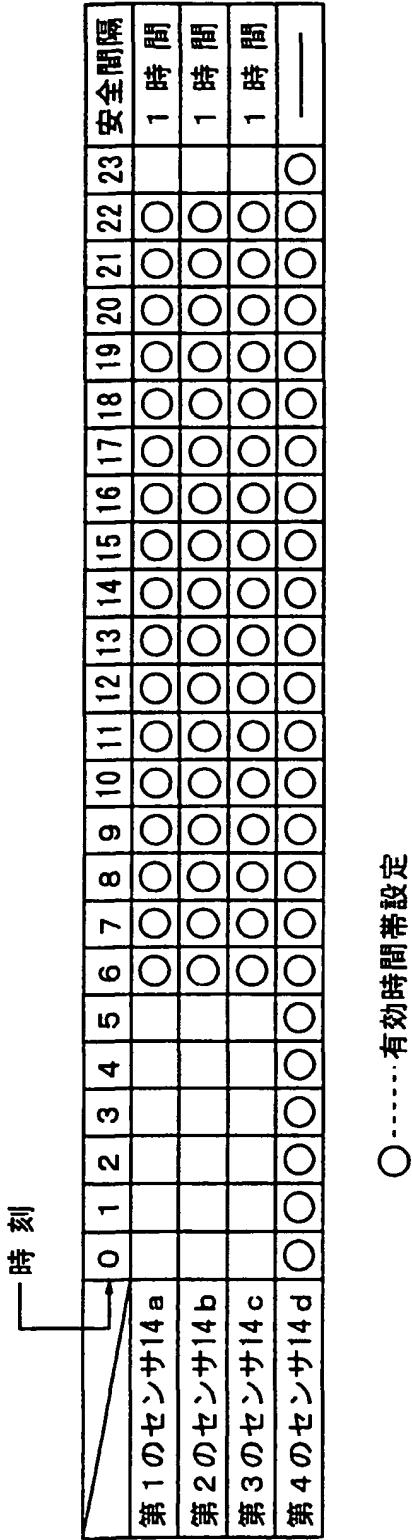 時刻
0 1 2 3 4 5 6 7 8 9 10 11 12 13 14 15 16 17 18 19 20 21 22 23 安全間隔
第1のセンサ14a ○ ○ ○ ○ ○ ○ ○ ○ ○ ○ ○ ○ ○ ○ ○ ○ ○ 1時間
第2のセンサ14b ○ ○ ○ ○ ○ ○ ○ ○ ○ ○ ○ ○ ○ ○ ○ ○ ○ 1時間
第3のセンサ14c ○ ○ ○ ○ ○ ○ ○ ○ ○ ○ ○ ○ ○ ○ ○ ○ ○ 1時間
第4のセンサ14d ○ ○ ○ ○ ○ ○ ○ ○ ○ ○ ○ ○ ○ ○ ○ ○ ○ ○ ○ ○ ○ ○ ○ ○ ——
○-----有効時間帯設定